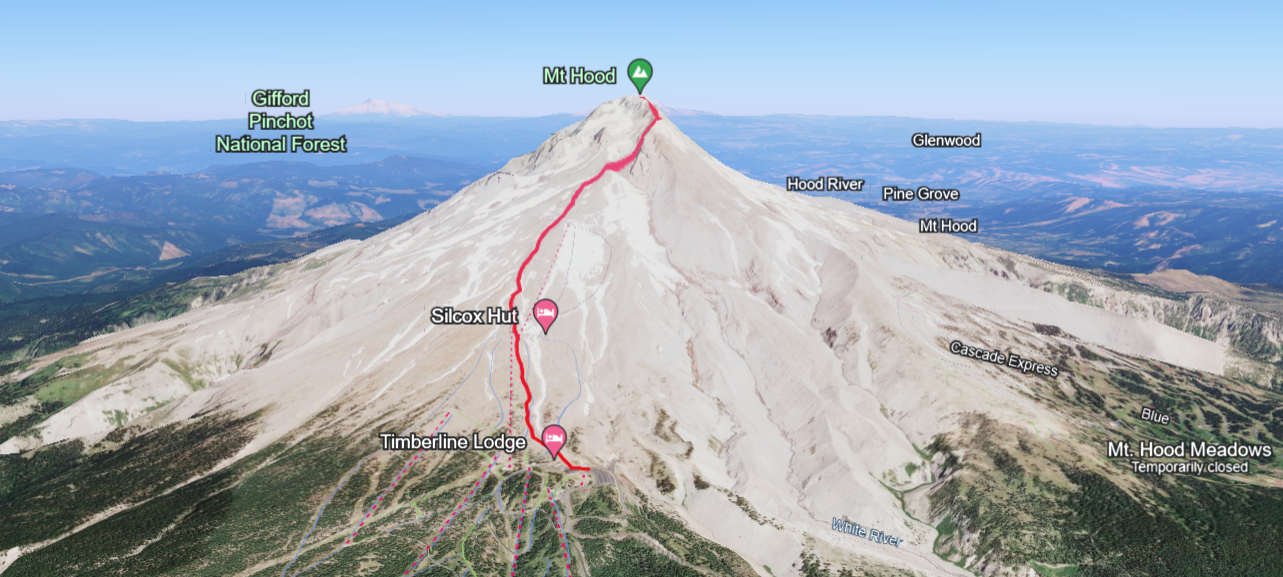 Mt Hood
Gifford
Pinchot
National Forest
Glenwood
Hood River
Pine Grove
Mt Hood
Silcox Hut
Cascade Express
Blue
Timberline Lodge
Mt. Hood Meadows
Temporarily closed
White River